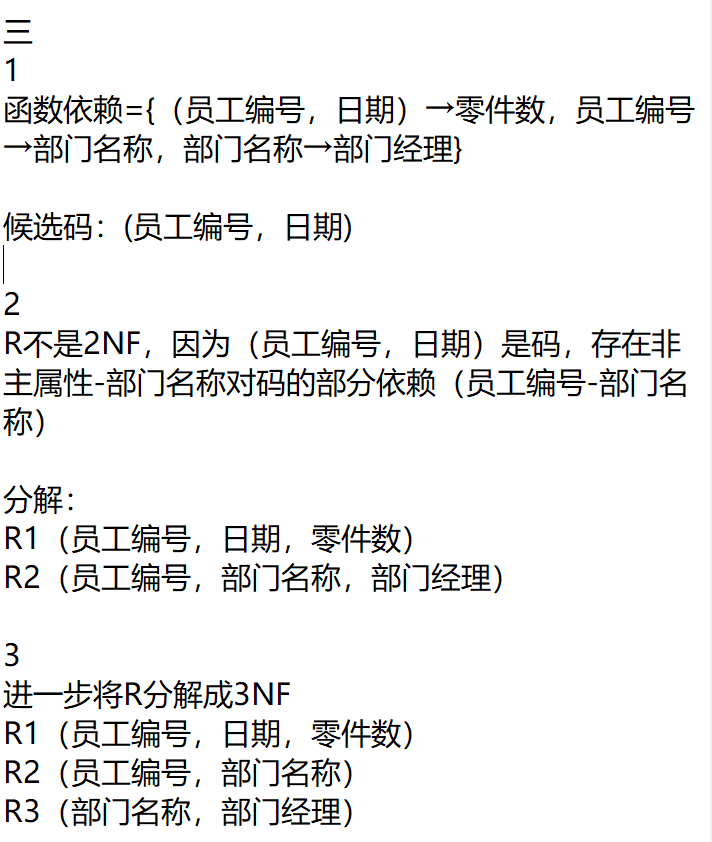 三
1
函数依赖={（员工编号，日期）→零件数，员工编号
→部门名称，部门名称→部门经理}
候选码：(员工编号，日期)
2
R不是2NF，因为（员工编号，日期）是码，存在非
主属性-部门名称对码的部分依赖（员工编号-部门名
称）
分解：
R1（员工编号，日期，零件数）
R2（员工编号，部门名称，部门经理）
3
进一步将R分解成3NF
R1（员工编号，日期，零件数）
R2（员工编号，部门名称）
R3（部门名称，部门经理）